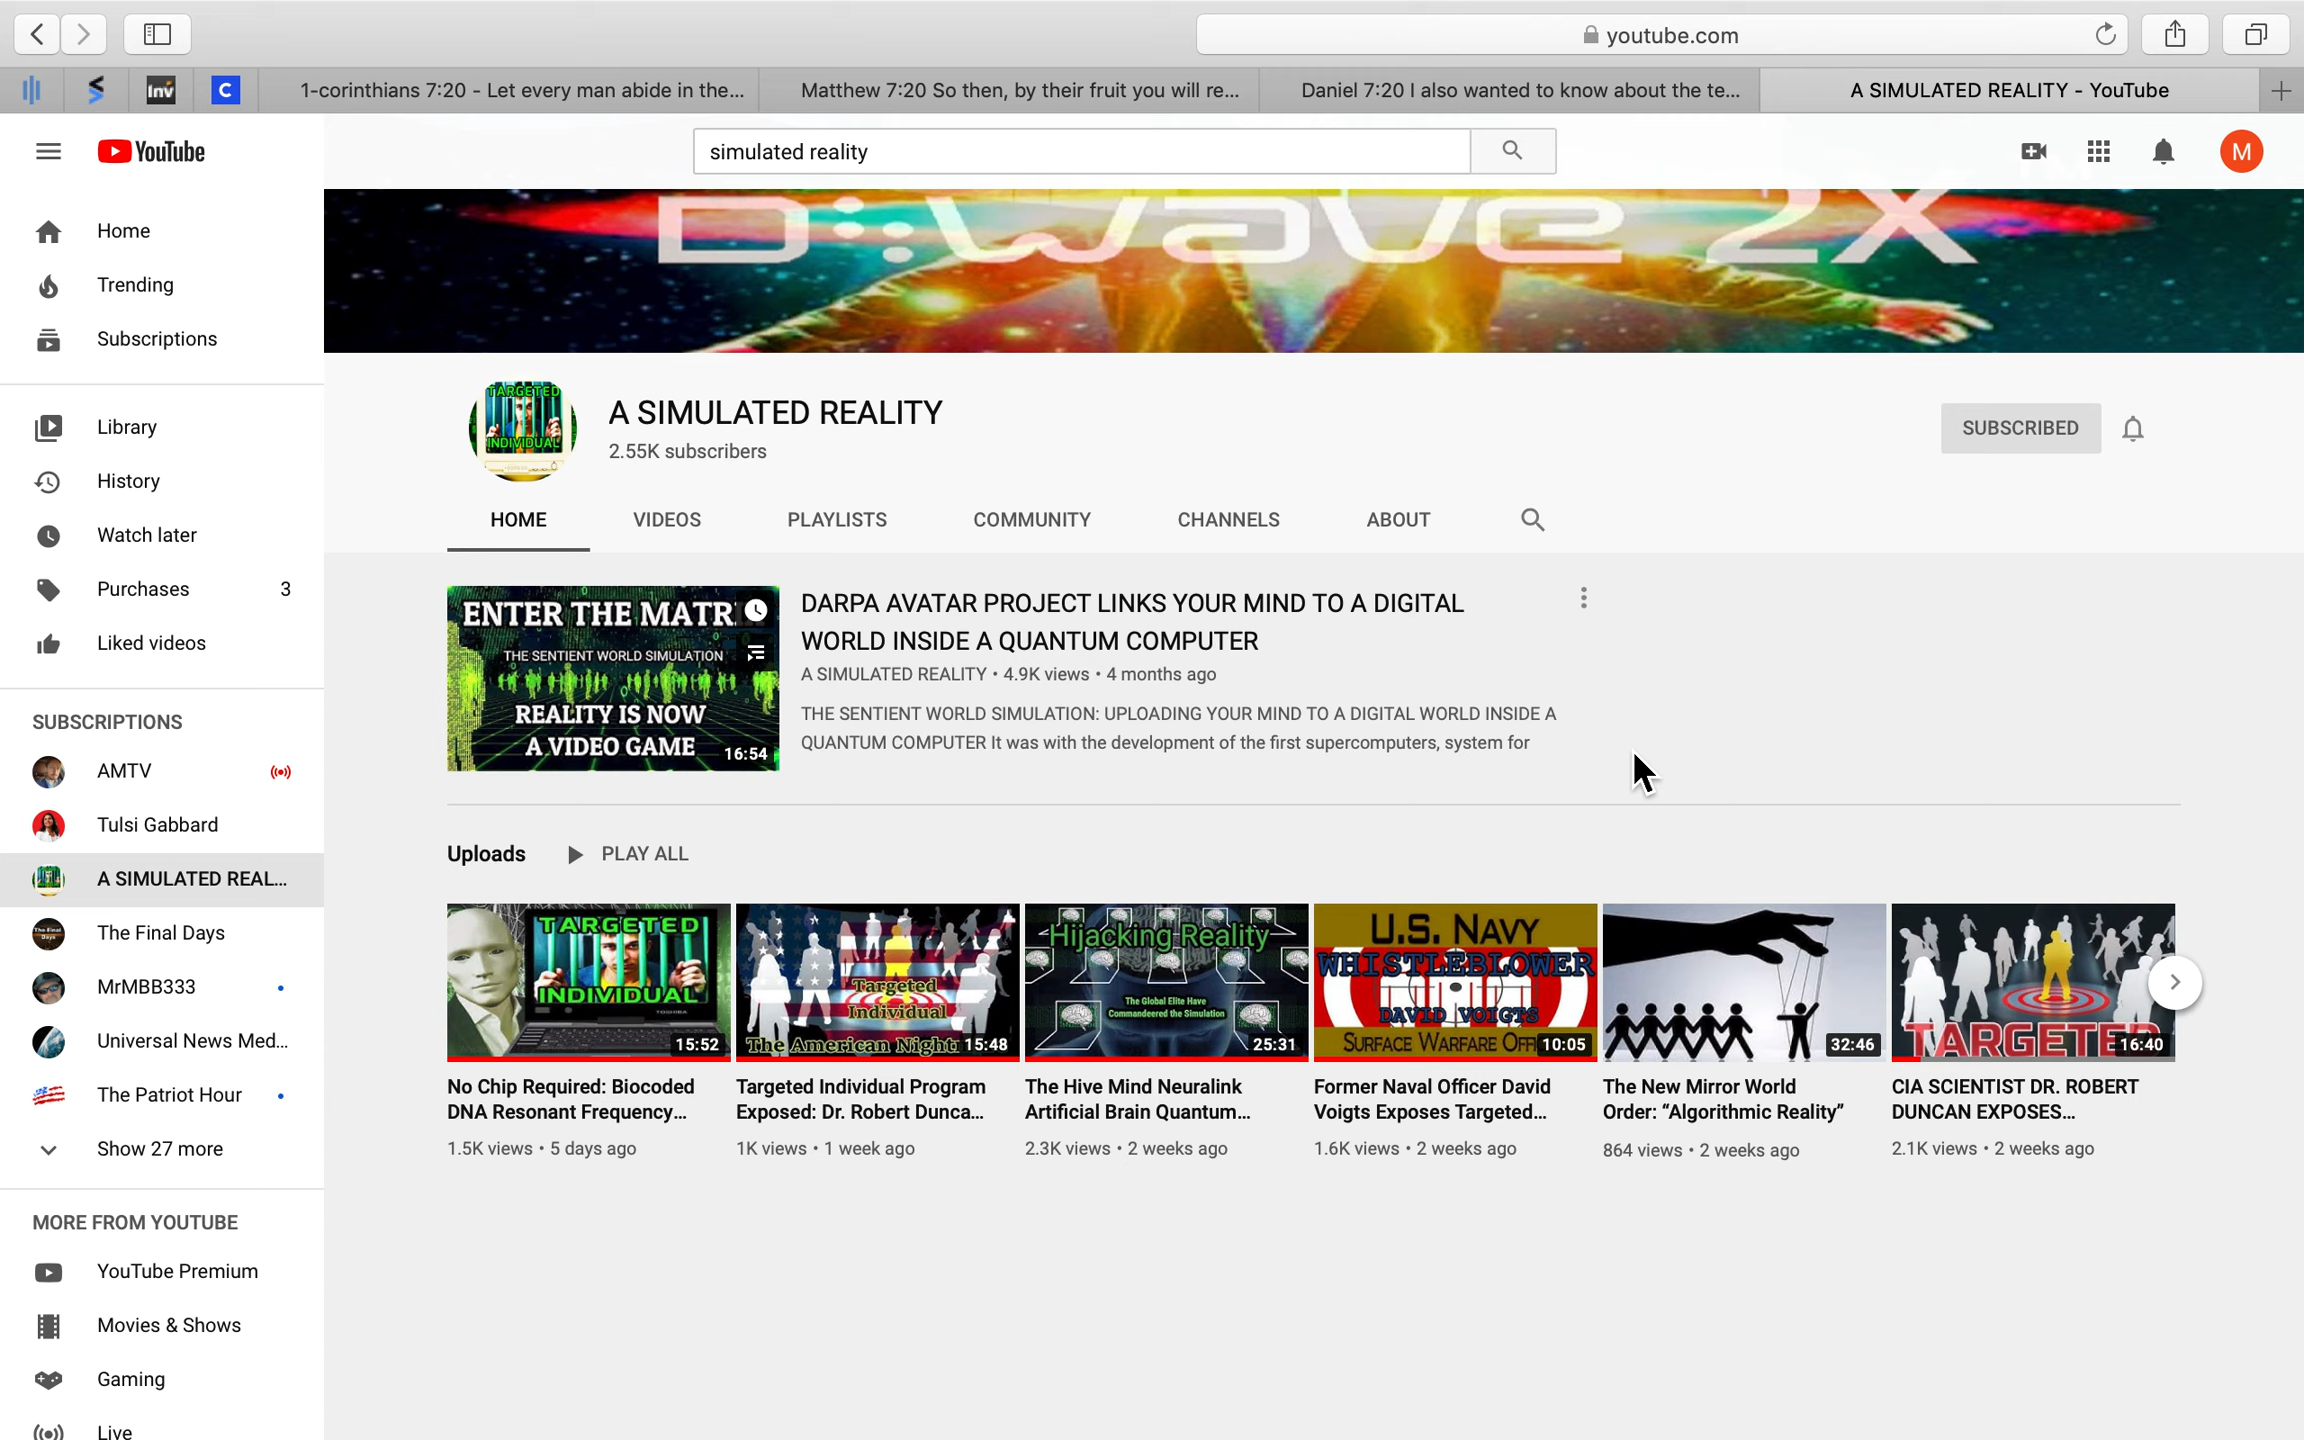 youtube.com
Inv
C
1-corinthians 7:20 - Let every man abide in the...
Matthew 7:20 So then, by their fruit you will re...
Daniel 7:20 I also wanted to know about the te...
A SIMULATED REALITY - YouTube
YouTube
simulated reality
M
Home
Trending
Subscriptions
Library
History
Watch later
Purchases 3
Liked videos
SUBSCRIPTIONS
AMTV
Tulsi Gabbard
A SIMULATED REAL...
The Final Days
The Final
Days
MrMBB333
Universal News Med...
The Patriot Hour
Show 27 more
MORE FROM YOUTUBE
YouTube Premium
Movies & Shows
Gaming
Live
D:wave 2X
TARGETED
INDIVIDUAL
A SIMULATED REALITY
2.55K subscribers
SUBSCRIBED
HOME VIDEOS PLAYLISTS COMMUNITY CHANNELS ABOUT
ENTER THE MATR
THE SENTIENT WORLD SIMULATION
REALITY IS NOW
A VIDEO GAME
16:54
DARPA AVATAR PROJECT LINKS YOUR MIND TO A DIGITAL
WORLD INSIDE A QUANTUM COMPUTER
A SIMULATED REALITY • 4.9K views • 4 months ago
THE SENTIENT WORLD SIMULATION: UPLOADING YOUR MIND TO A DIGITAL WORLD INSIDE A
QUANTUM COMPUTER It was with the development of the first supercomputers, system for
Uploads PLAY ALL
TARGETED
INDIVIDUAL
TOSHIBA
15:52
No Chip Required: Biocoded
DNA Resonant Frequency...
1.5K views • 5 days ago
Targeted
Individual
The American Night
15:48
Targeted Individual Program
Exposed: Dr. Robert Dunca...
1K views • 1 week ago
Hijacking Reality
The Global Elite Have
Commandeered the Simulation
25:31
The Hive Mind Neuralink
Artificial Brain Quantum...
2.3K views • 2 weeks ago
U.S. NAVY
WHISTLEBLOWER
DAVID VOIGTS
SURFACE WARFARE OFFI
10:05
Former Naval Officer David
Voigts Exposes Targeted...
1.6K views • 2 weeks ago
32:46
The New Mirror World
Order: “Algorithmic Reality”
864 views • 2 weeks ago
TARGETED
16:40
CIA SCIENTIST DR. ROBERT
DUNCAN EXPOSES...
2.1K views • 2 weeks ago